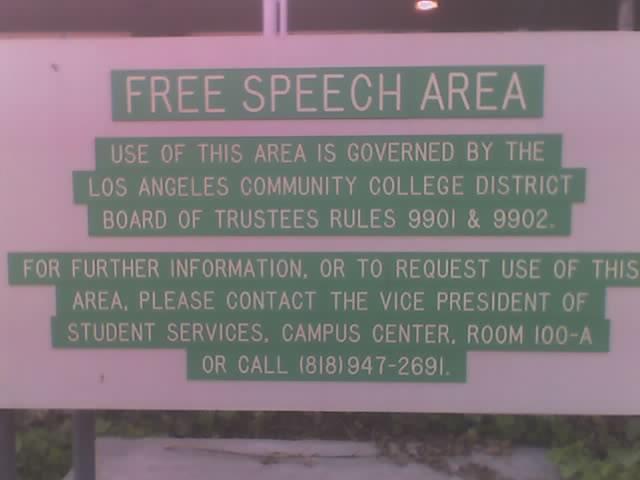 FREE SPEECH AREA
USE OF THIS AREA IS GOVERNED BY THE
LOS ANGELES COMMUNITY COLLEGE DISTRICT
BOARD OF TRUSTEES RULES 9901 & 9902.
FOR FURTHER INFORMATION, OR TO REQUEST USE OF THIS
AREA, PLEASE CONTACT THE VICE PRESIDENT OF
STUDENT SERVICES, CAMPUS CENTER, ROOM 100-A
OR CALL (818)947-2691.